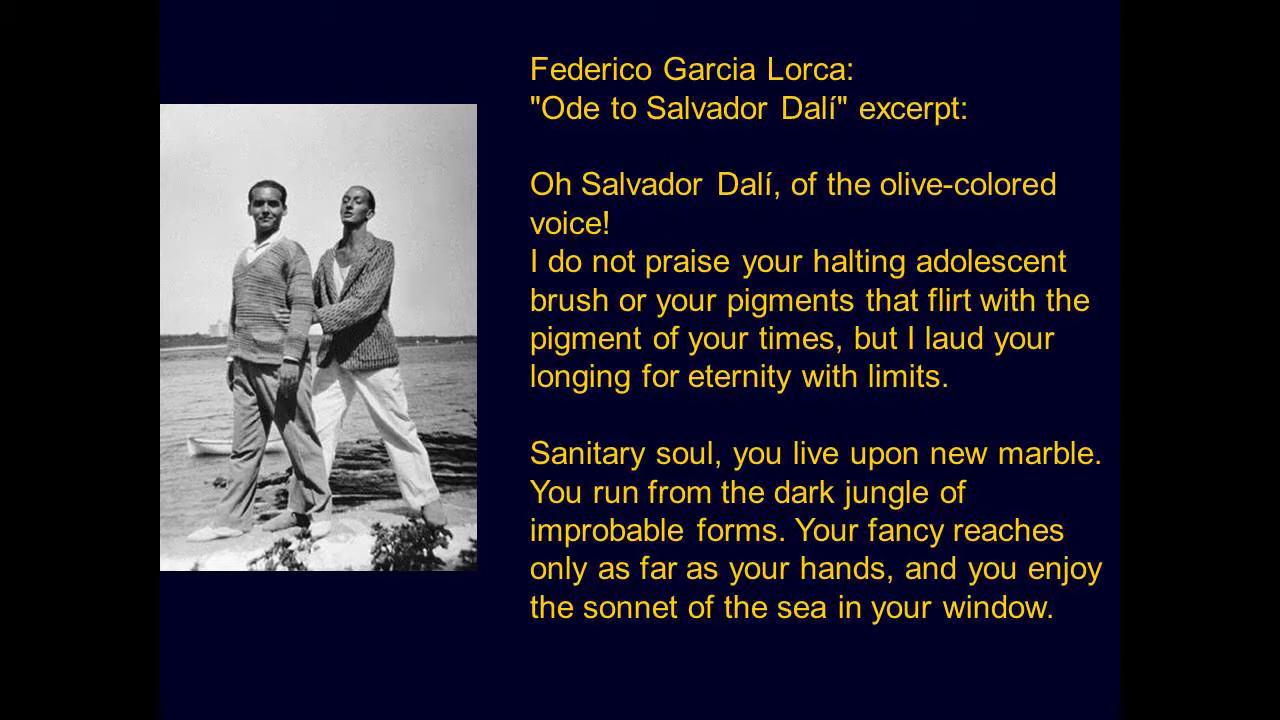 Federico Garcia Lorca:
"Ode to Salvador Dalí" excerpt:
Oh Salvador Dalí, of the olive-colored
voice!
I do not praise your halting adolescent
brush or your pigments that flirt with the
pigment of your times, but I laud your
longing for eternity with limits.
Sanitary soul, you live upon new marble.
You run from the dark jungle of
improbable forms. Your fancy reaches
only as far as your hands, and you enjoy
the sonnet of the sea in your window.